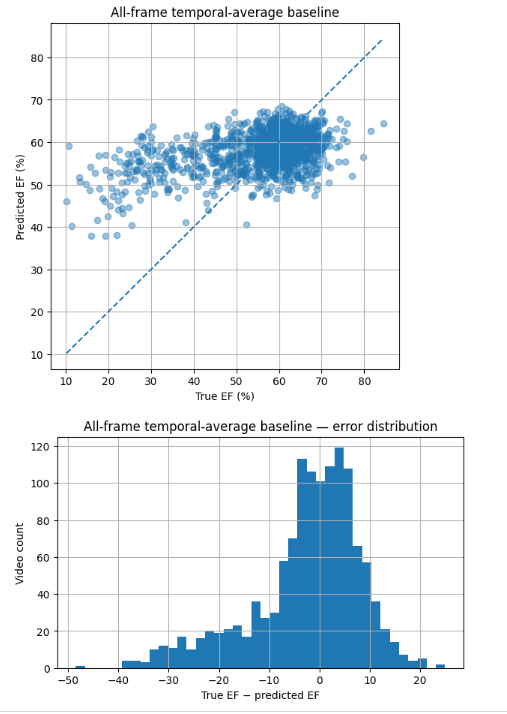 All-frame temporal-average baseline
80
70
60
50
40
30
20
10
Predicted EF (%)
10 20 30 40 50 60 70 80
True EF (%)
All-frame temporal-average baseline — error distribution
120
100
80
60
40
20
0
Video count
−50 −40 −30 −20 −10 0 10 20
True EF − predicted EF